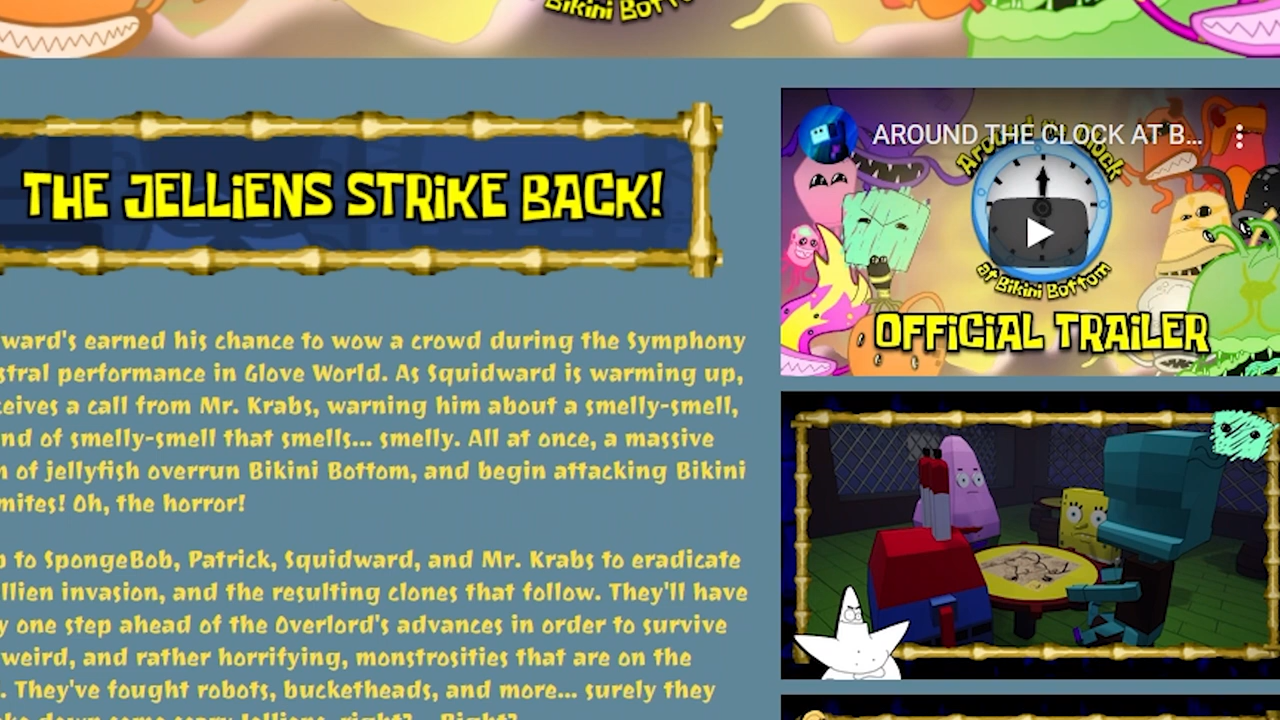 Bikini Bottom
THE JELLIENS STRIKE BACK!
ward's earned his chance to wow a crowd during the Symphony
stral performance in Glove World. As Squidward is warming up,
ceives a call from Mr. Krabs, warning him about a smelly-smell,
nd of smelly-smell that smells... smelly. All at once, a massive
of jellyfish overrun Bikini Bottom, and begin attacking Bikini
mites! Oh, the horror!
to SpongeBob, Patrick, Squidward, and Mr. Krabs to eradicate
llien invasion, and the resulting clones that follow. They'll have
y one step ahead of the Overlord's advances in order to survive
weird, and rather horrifying, monstrosities that are on the
. They've fought robots, bucketheads, and more... surely they
AROUND THE CLOCK AT B...
Around the Clock
at Bikini Bottom
OFFICIAL TRAILER